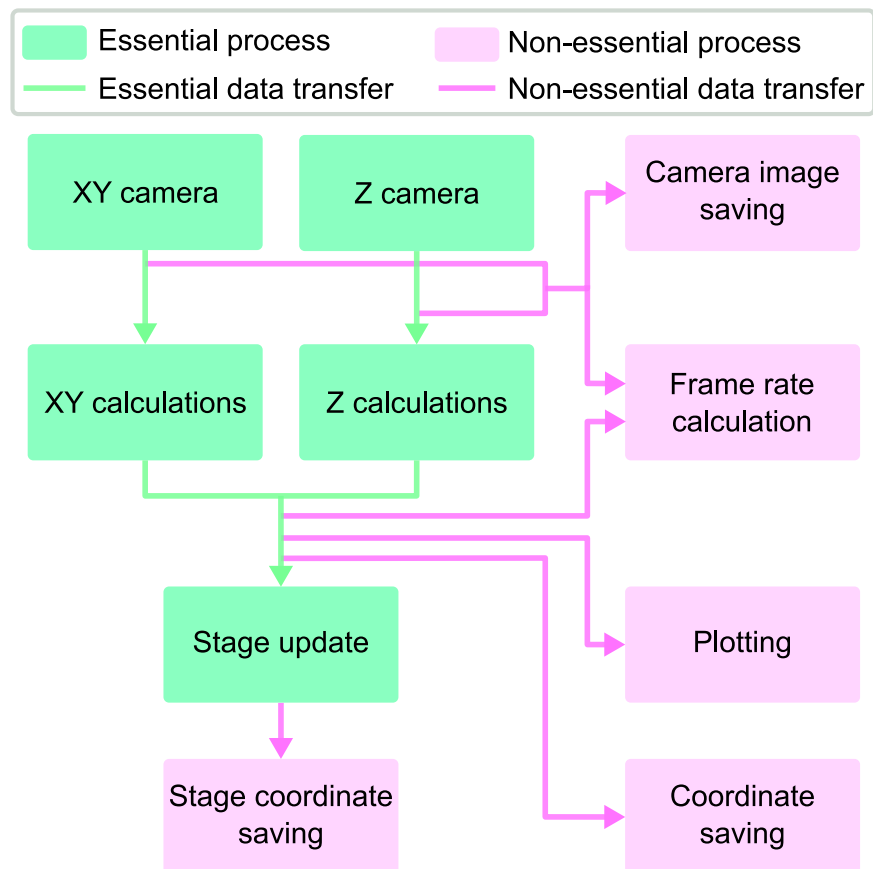 Essential process
Non-essential process
Essential data transfer
Non-essential data transfer
XY camera
Z camera
Camera image
saving
XY calculations
Z calculations
Frame rate
calculation
Stage update
Plotting
Stage coordinate
saving
Coordinate
saving